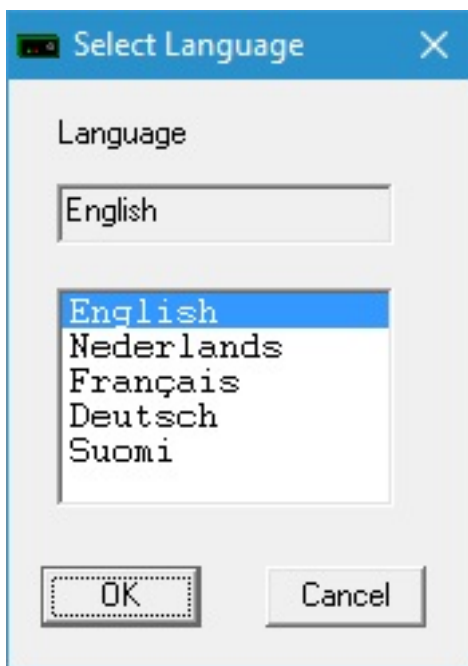 Select Language
Language
English
English
Nederlands
Français
Deutsch
Suomi
OK
Cancel